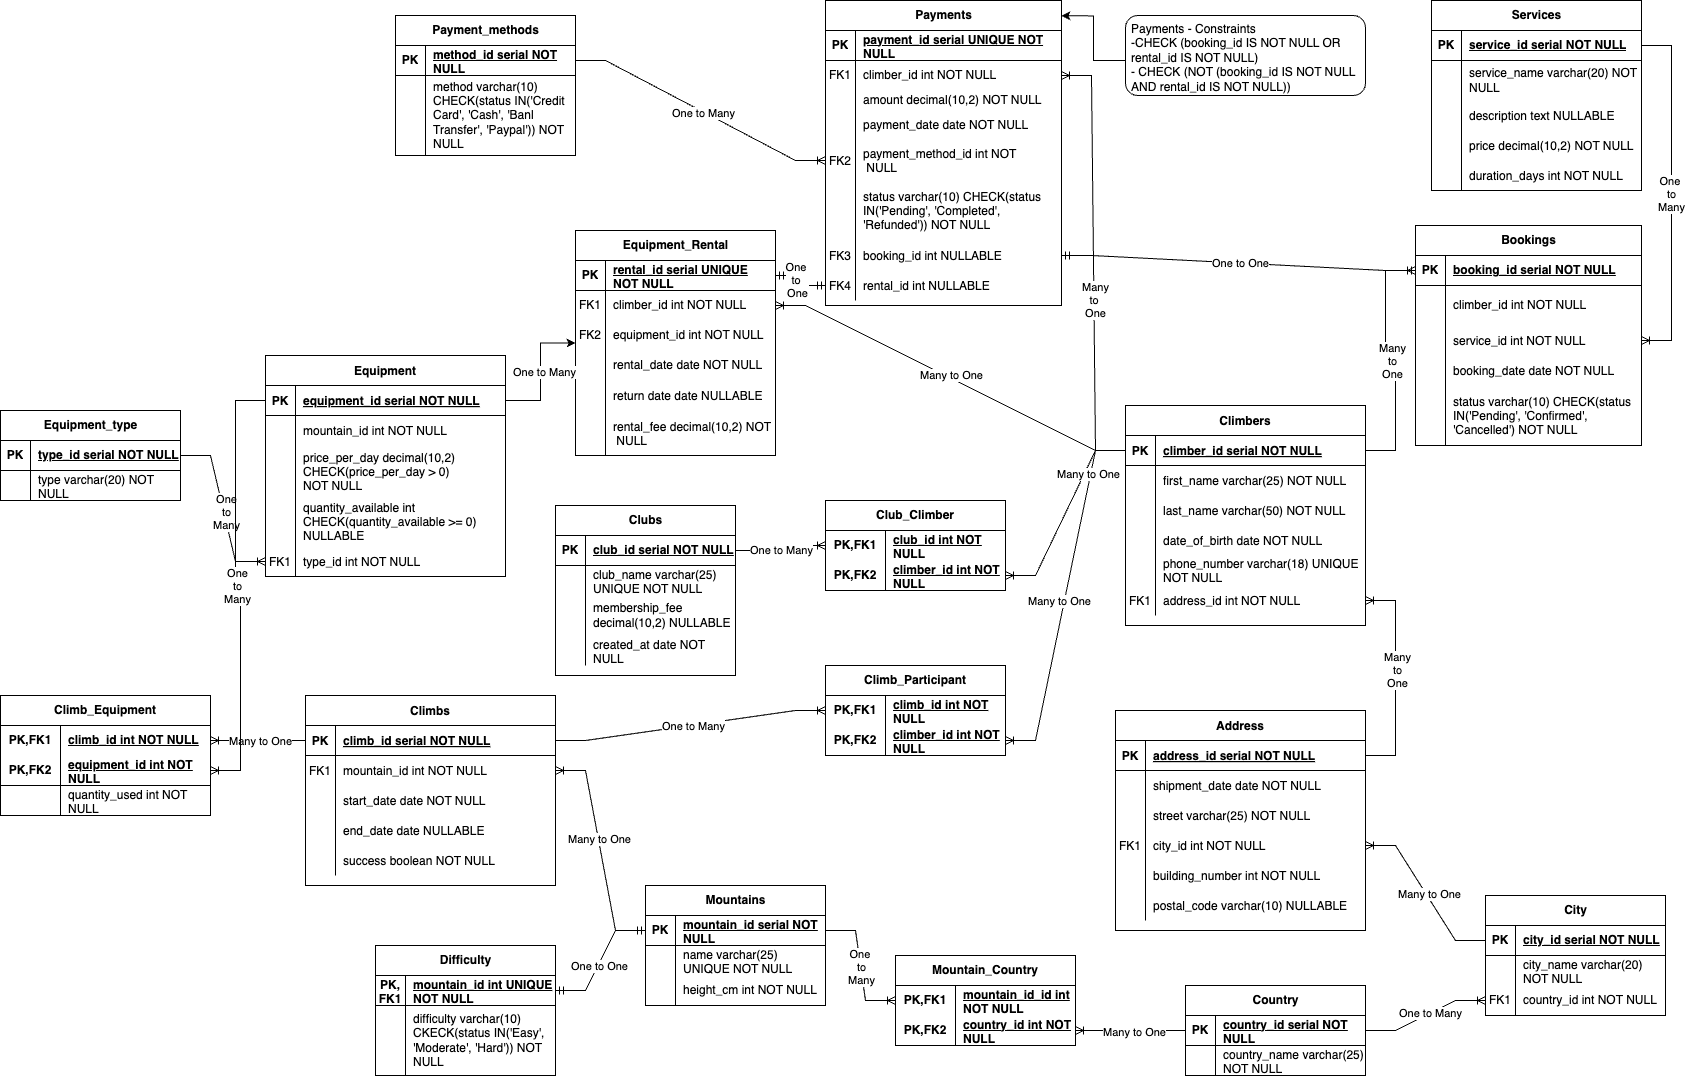 Payment_methods
PK
method_id serial NOT
NULL
method varchar(10)
CHECK(status IN('Credit
Card', 'Cash', 'Banl
Transfer', 'Paypal')) NOT
NULL
One to Many
Payments
PK
payment_id serial UNIQUE NOT
NULL
FK1
climber_id int NOT NULL
amount decimal(10,2) NOT NULL
payment_date date NOT NULL
FK2
payment_method_id int NOT
NULL
status varchar(10) CHECK(status
IN('Pending', 'Completed',
'Refunded')) NOT NULL
FK3
booking_id int NULLABLE
FK4
rental_id int NULLABLE
Payments - Constraints
-CHECK (booking_id IS NOT NULL OR
rental_id IS NOT NULL)
- CHECK (NOT (booking_id IS NOT NULL
AND rental_id IS NOT NULL))
Services
PK
service_id serial NOT NULL
service_name varchar(20) NOT
NULL
description text NULLABLE
price decimal(10,2) NOT NULL
duration_days int NOT NULL
One
to
Many
Bookings
PK
booking_id serial NOT NULL
climber_id int NOT NULL
service_id int NOT NULL
booking_date date NOT NULL
status varchar(10) CHECK(status
IN('Pending', 'Confirmed',
'Cancelled') NOT NULL
One to One
Many
to
One
Many
to
One
Equipment_Rental
PK
rental_id serial UNIQUE
NOT NULL
FK1
climber_id int NOT NULL
FK2
equipment_id int NOT NULL
rental_date date NOT NULL
return date date NULLABLE
rental_fee decimal(10,2) NOT
NULL
One
to
One
Many to One
One to Many
Equipment
PK
equipment_id serial NOT NULL
mountain_id int NOT NULL
price_per_day decimal(10,2)
CHECK(price_per_day > 0)
NOT NULL
quantity_available int
CHECK(quantity_available >= 0)
NULLABLE
FK1
type_id int NOT NULL
Equipment_type
PK
type_id serial NOT NULL
type varchar(20) NOT
NULL
One
to
Many
One
to
Many
Climbers
PK
climber_id serial NOT NULL
first_name varchar(25) NOT NULL
last_name varchar(50) NOT NULL
date_of_birth date NOT NULL
phone_number varchar(18) UNIQUE
NOT NULL
FK1
address_id int NOT NULL
Many to One
Many to One
Clubs
PK
club_id serial NOT NULL
club_name varchar(25)
UNIQUE NOT NULL
membership_fee
decimal(10,2) NULLABLE
created_at date NOT
NULL
One to Many
Club_Climber
PK,FK1
club_id int NOT
NULL
PK,FK2
climber_id int NOT
NULL
Climb_Participant
PK,FK1
climb_id int NOT
NULL
PK,FK2
climber_id int NOT
NULL
Many
to
One
Climb_Equipment
PK,FK1
climb_id int NOT NULL
PK,FK2
equipment_id int NOT
NULL
quantity_used int NOT
NULL
Many to One
Climbs
PK
climb_id serial NOT NULL
FK1
mountain_id int NOT NULL
start_date date NOT NULL
end_date date NULLABLE
success boolean NOT NULL
One to Many
Many to One
Address
PK
address_id serial NOT NULL
shipment_date date NOT NULL
street varchar(25) NOT NULL
FK1
city_id int NOT NULL
building_number int NOT NULL
postal_code varchar(10) NULLABLE
Many to One
Mountains
PK
mountain_id serial NOT
NULL
name varchar(25)
UNIQUE NOT NULL
height_cm int NOT NULL
One to One
Difficulty
PK,
FK1
mountain_id int UNIQUE
NOT NULL
difficulty varchar(10)
CKECK(status IN('Easy',
'Moderate', 'Hard')) NOT
NULL
One
to
Many
Mountain_Country
PK,FK1
mountain_id_id int
NOT NULL
PK,FK2
country_id int NOT
NULL
Many to One
Country
PK
country_id serial NOT
NULL
country_name varchar(25)
NOT NULL
One to Many
City
PK
city_id serial NOT NULL
city_name varchar(20)
NOT NULL
FK1
country_id int NOT NULL